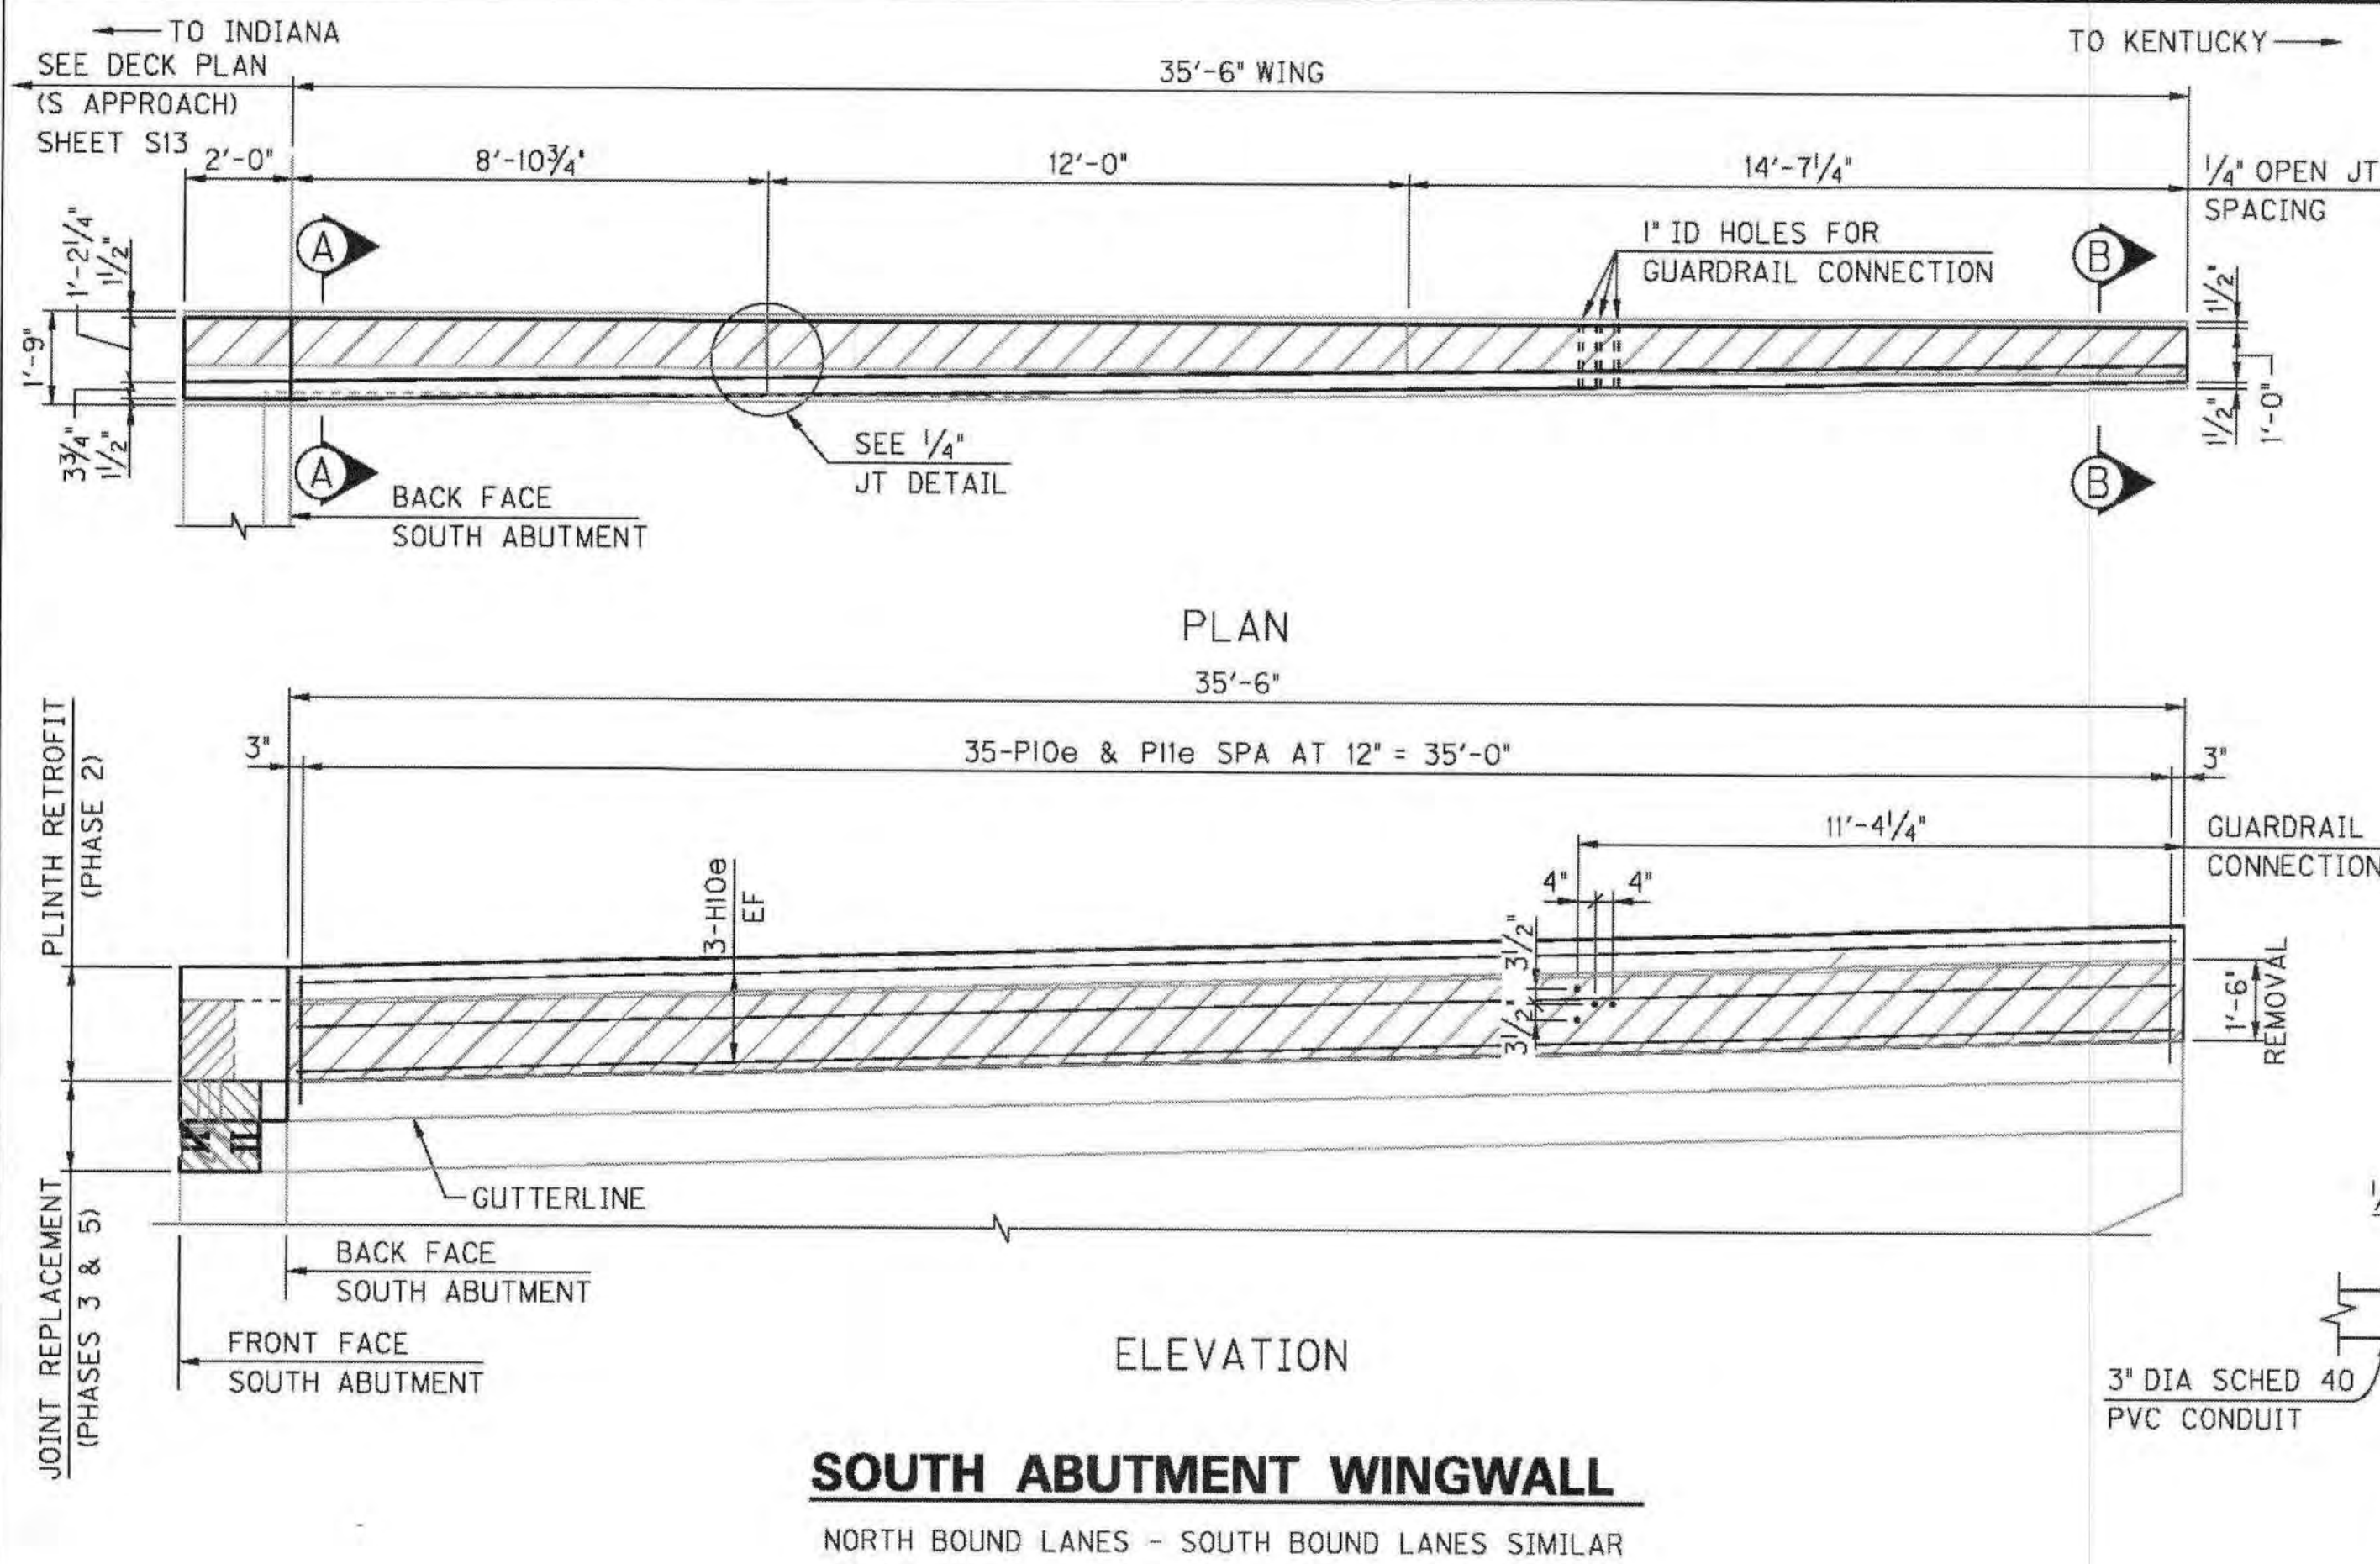 TO INDIANA
TO KENTUCKY
SEE DECK PLAN
(S APPROACH)
SHEET S13
35'-6" WING
2'-0"
8'-10¾"
12'-0"
14'-7¼"
¼" OPEN JT
SPACING
1'-2¼"
1½"
1'-9"
3¾"
1½"
A
A
1" ID HOLES FOR
GUARDRAIL CONNECTION
B
B
1½"
1½"
1'-0"
SEE ¼"
JT DETAIL
BACK FACE
SOUTH ABUTMENT
PLAN
35'-6"
3"
35-P10e & P11e SPA AT 12" = 35'-0"
3"
PLINTH RETROFIT
(PHASE 2)
11'-4¼"
GUARDRAIL
CONNECTION
3-H10e
EF
4"
4"
3½"
3½"
1'-6"
REMOVAL
GUTTERLINE
JOINT REPLACEMENT
(PHASES 3 & 5)
BACK FACE
SOUTH ABUTMENT
FRONT FACE
SOUTH ABUTMENT
ELEVATION
3" DIA SCHED 40
PVC CONDUIT
SOUTH ABUTMENT WINGWALL
NORTH BOUND LANES - SOUTH BOUND LANES SIMILAR